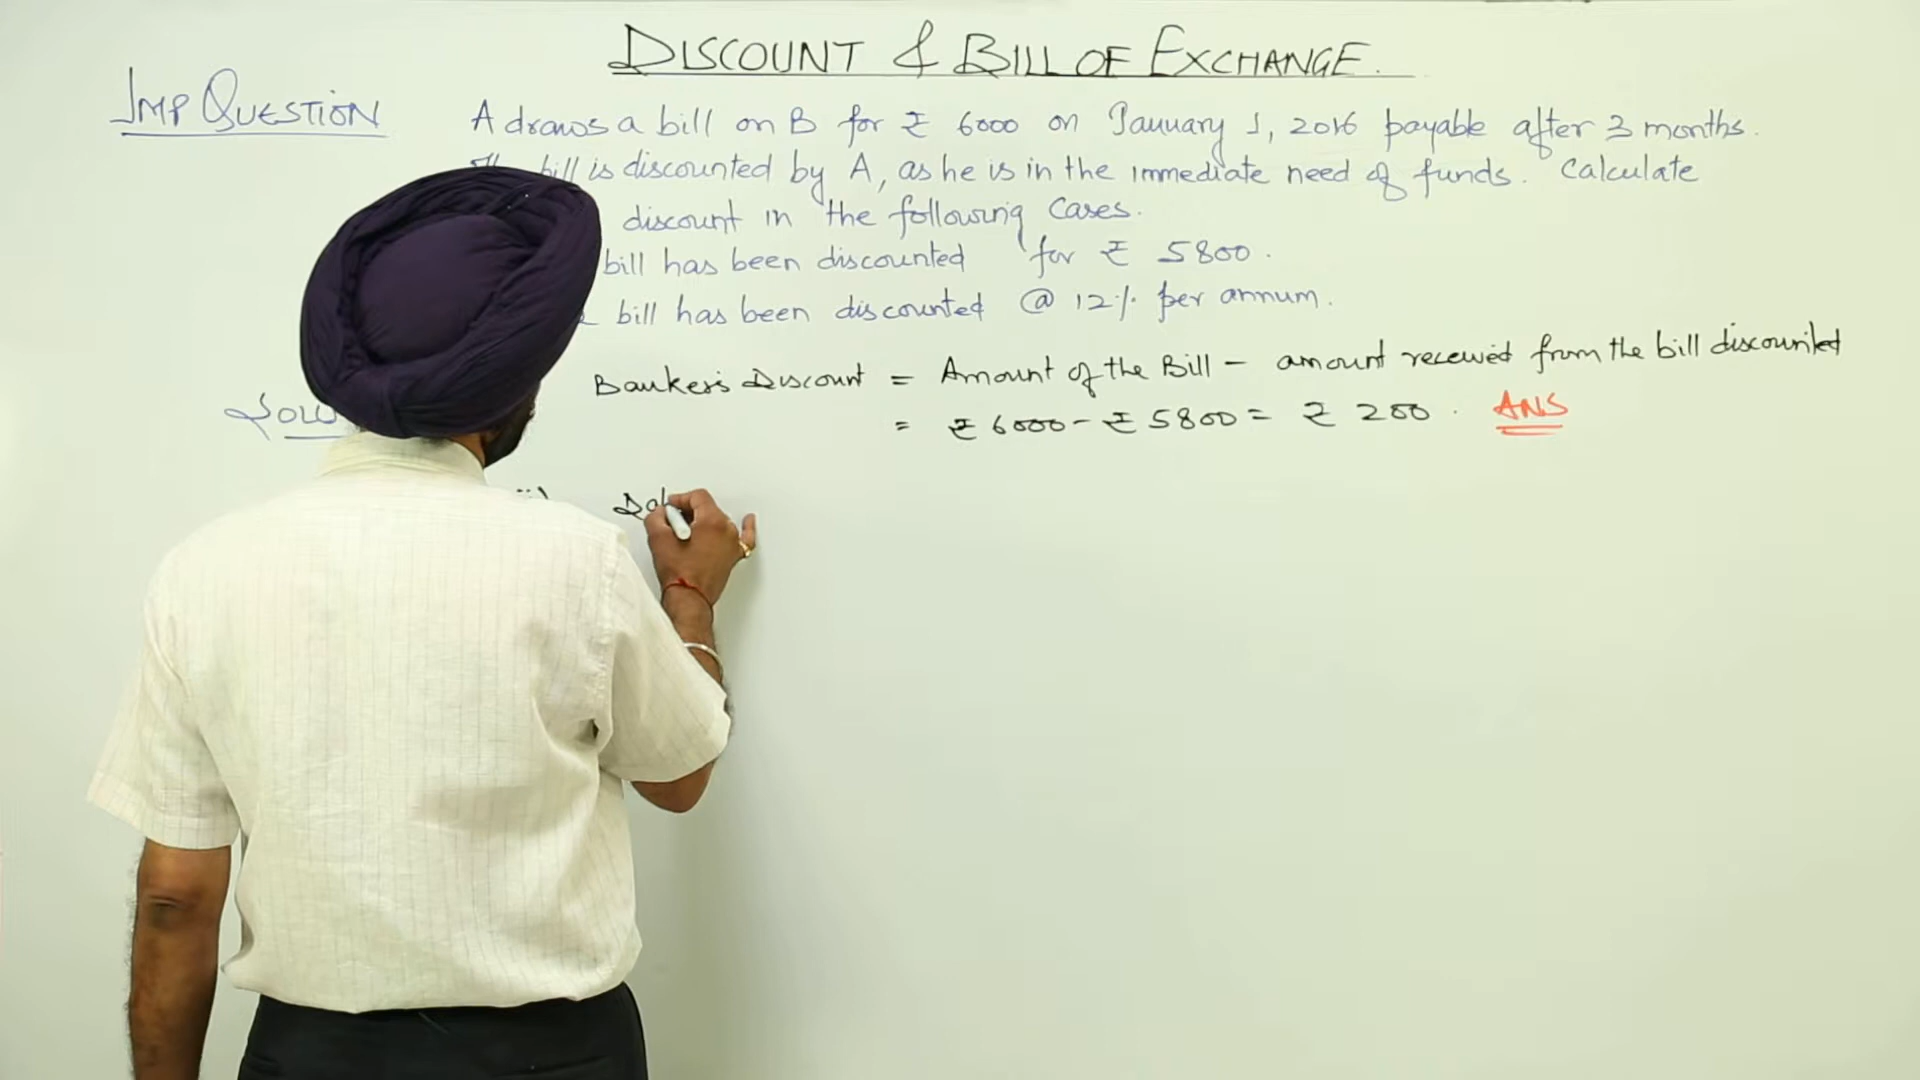 DISCOUNT & BILL OF EXCHANGE.
IMP QUESTION
A draws a bill on B for ₹ 6000 on January 1, 2016 payable after 3 months.
bill is discounted by A, as he is in the immediate need of funds. Calculate
discount in the following cases.
bill has been discounted for ₹ 5800.
bill has been discounted @ 12% per annum.
Banker's Discount = Amount of the Bill - amount received from the bill discounted
= ₹ 6000 - ₹ 5800 = ₹ 200. ANS